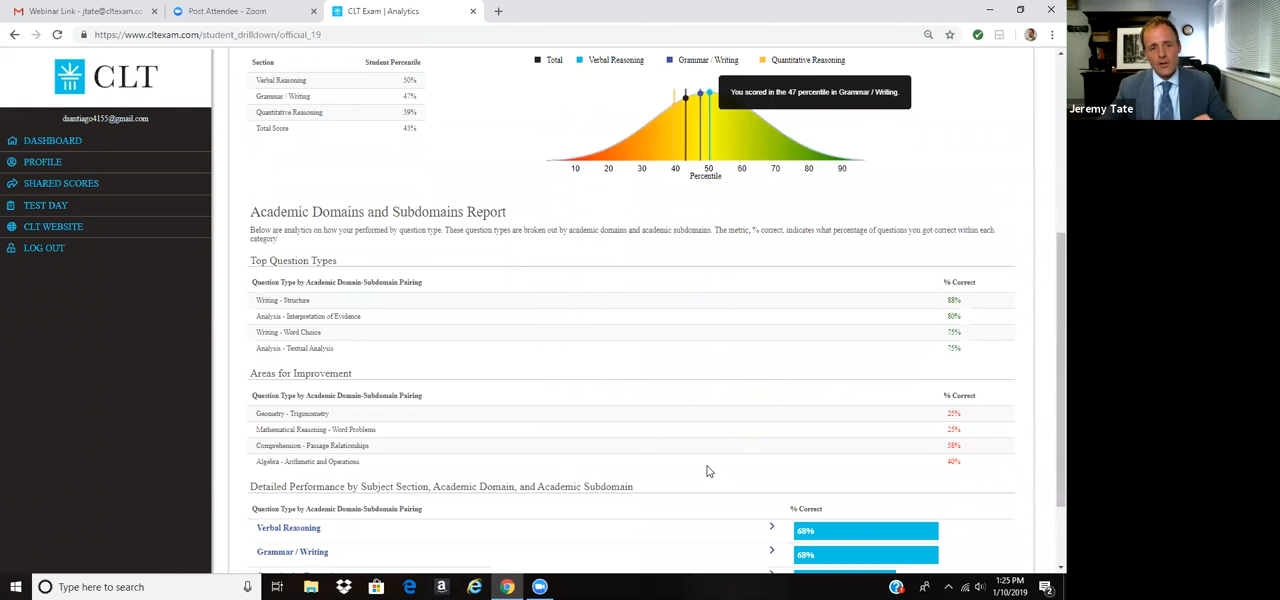 Webinar Link - jtate@cltexam.cc
Post Attendee - Zoom
CLT Exam | Analytics
https://www.cltexam.com/student_drilldown/official_19
CLT
dsantiago4155@gmail.com
DASHBOARD
PROFILE
SHARED SCORES
TEST DAY
CLT WEBSITE
LOG OUT
Section Student Percentile
Verbal Reasoning 50%
Grammar / Writing 47%
Quantitative Reasoning 39%
Total Score 43%
Total Verbal Reasoning Grammar / Writing Quantitative Reasoning
You scored in the 47 percentile in Grammar / Writing.
10 20 30 40 50 60 70 80 90
Percentile
Academic Domains and Subdomains Report
Below are analytics on how your performed by question type. These question types are broken out by academic domains and academic subdomains. The metric, % correct, indicates what percentage of questions you got correct within each
category
Top Question Types
Question Type by Academic Domain-Subdomain Pairing % Correct
Writing - Structure 88%
Analysis - Interpretation of Evidence 80%
Writing - Word Choice 75%
Analysis - Textual Analysis 75%
Areas for Improvement
Question Type by Academic Domain-Subdomain Pairing % Correct
Geometry - Trigonometry 25%
Mathematical Reasoning - Word Problems 25%
Comprehension - Passage Relationships 38%
Algebra - Arithmetic and Operations 40%
Detailed Performance by Subject Section, Academic Domain, and Academic Subdomain
Question Type by Academic Domain-Subdomain Pairing % Correct
Verbal Reasoning 68%
Grammar / Writing 68%
Jeremy Tate
Type here to search
1:25 PM
1/10/2019